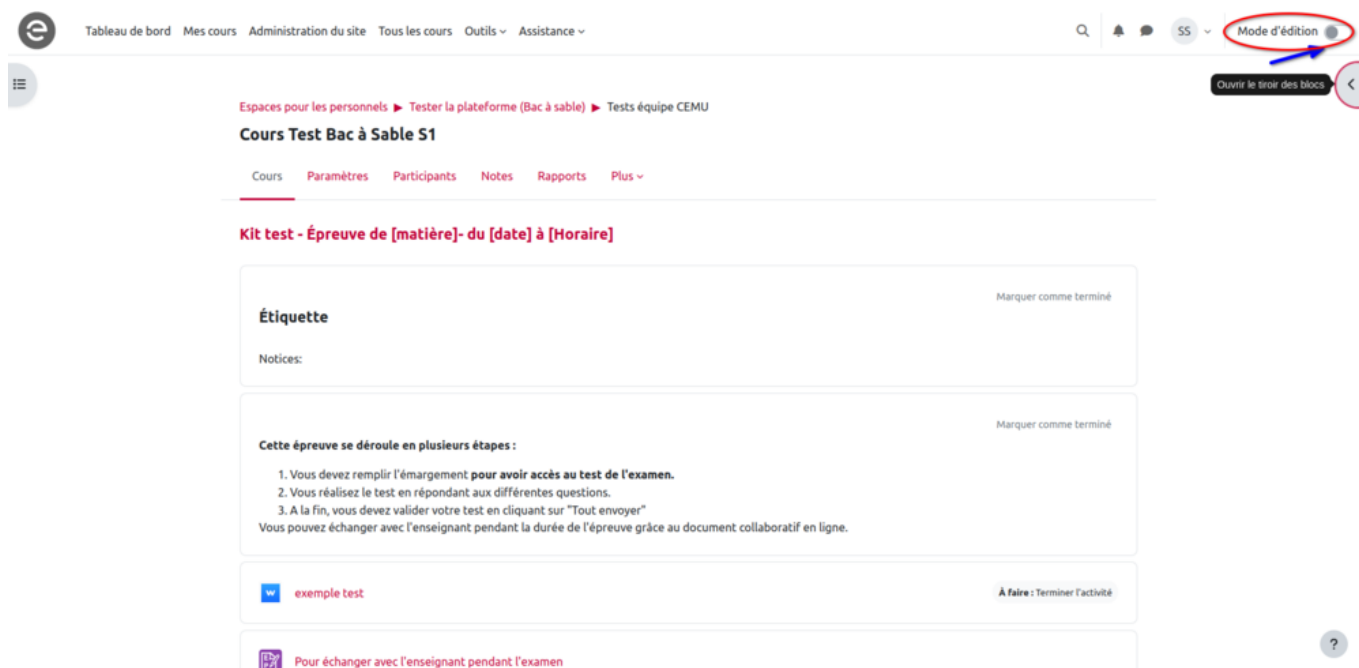 Tableau de bord Mes cours Administration du site Tous les cours Outils Assistance SS Mode d'édition
Ouvrir le tiroir des blocs
Espaces pour les personnels ▶ Tester la plateforme (Bac à sable) ▶ Tests équipe CEMU
Cours Test Bac à Sable S1
Cours Paramètres Participants Notes Rapports Plus
Kit test - Épreuve de [matière]- du [date] à [Horaire]
Marquer comme terminé
Étiquette
Notices:
Marquer comme terminé
Cette épreuve se déroule en plusieurs étapes :
1. Vous devez remplir l'émargement pour avoir accès au test de l'examen.
2. Vous réalisez le test en répondant aux différentes questions.
3. A la fin, vous devez valider votre test en cliquant sur "Tout envoyer"
Vous pouvez échanger avec l'enseignant pendant la durée de l'épreuve grâce au document collaboratif en ligne.
w exemple test À faire : Terminer l'activité
Pour échanger avec l'enseignant pendant l'examen
?